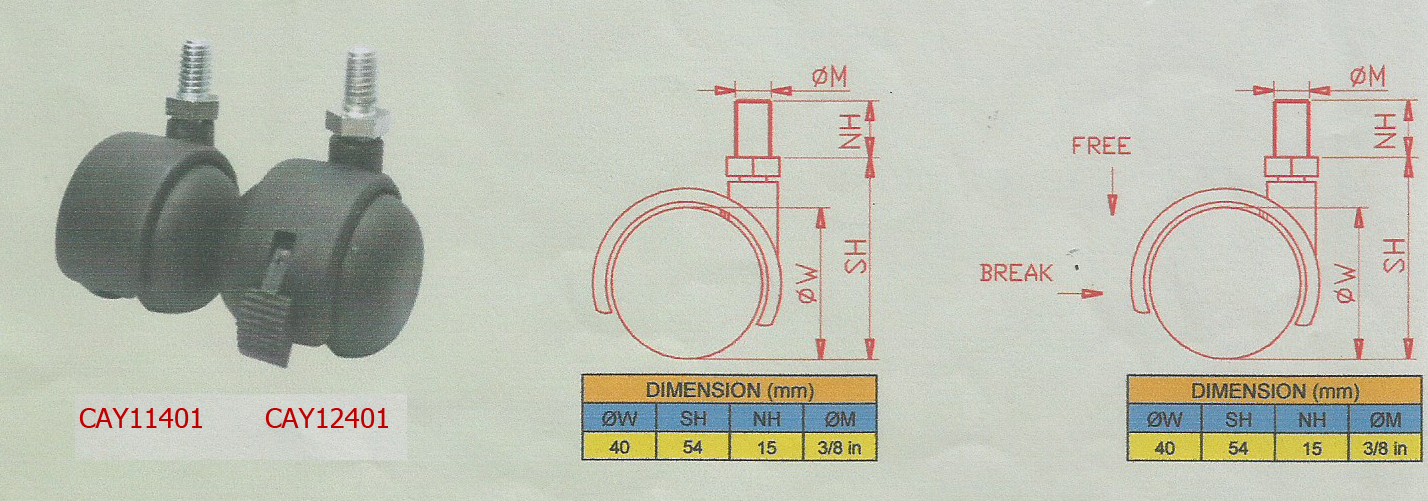 CAY11401 CAY12401
ØM
NH
SH
ØW
DIMENSION (mm)
ØW SH NH ØM
40 54 15 3/8 in
FREE
BREAK
ØM
NH
SH
ØW
DIMENSION (mm)
ØW SH NH ØM
40 54 15 3/8 in